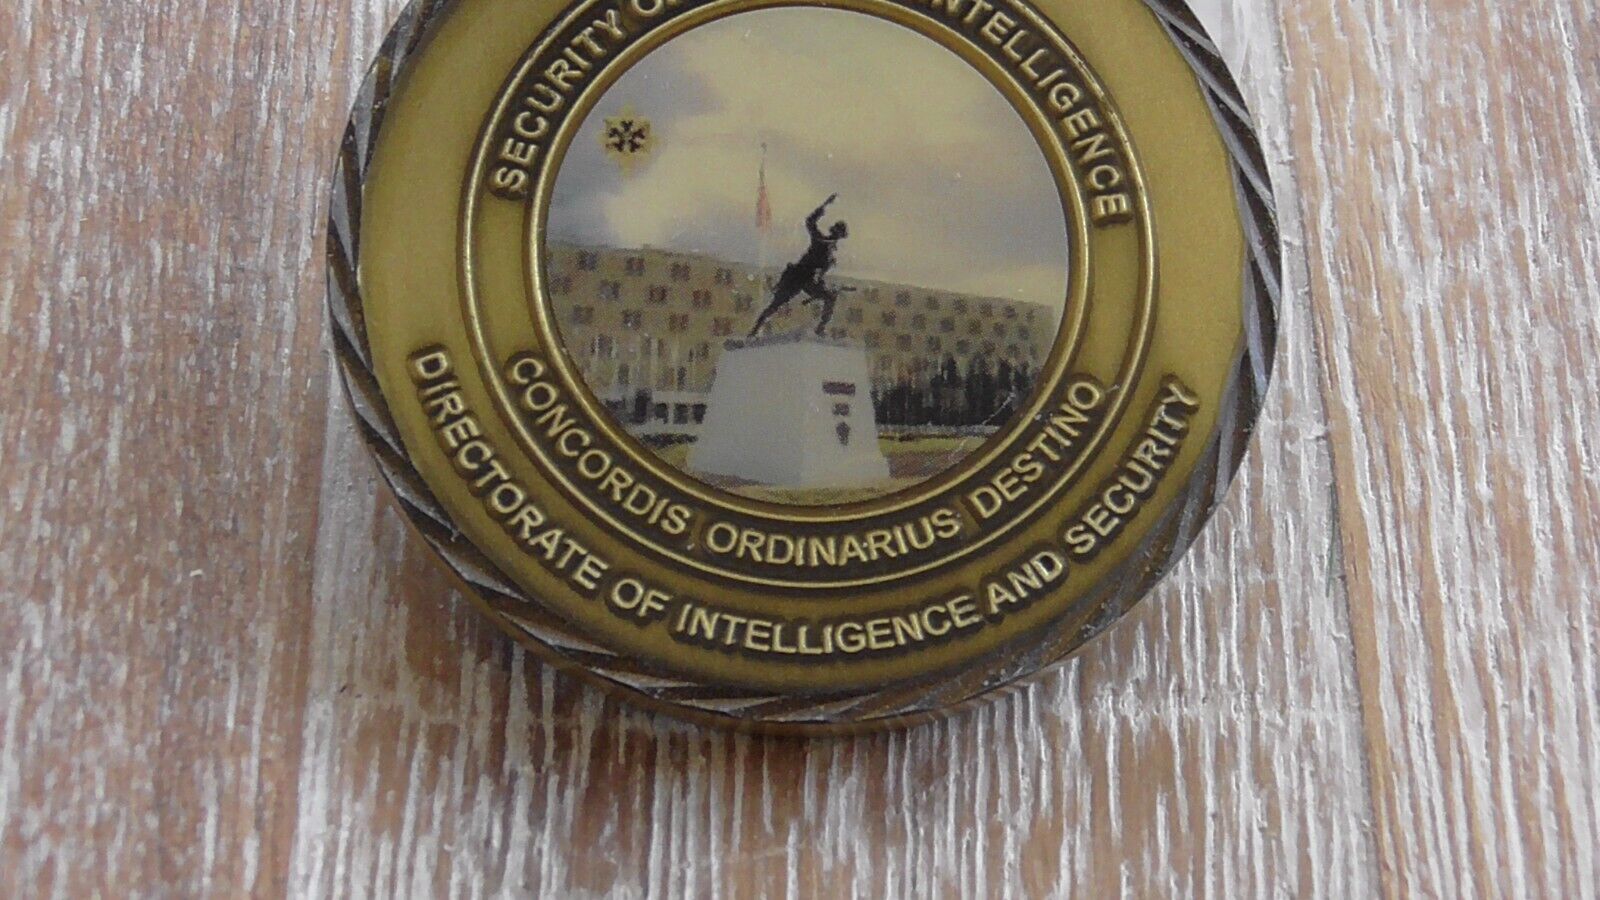 SECURITY INTELLIGENCE
CONCORDIS ORDINARIUS DESTINO
DIRECTORATE OF INTELLIGENCE AND SECURITY